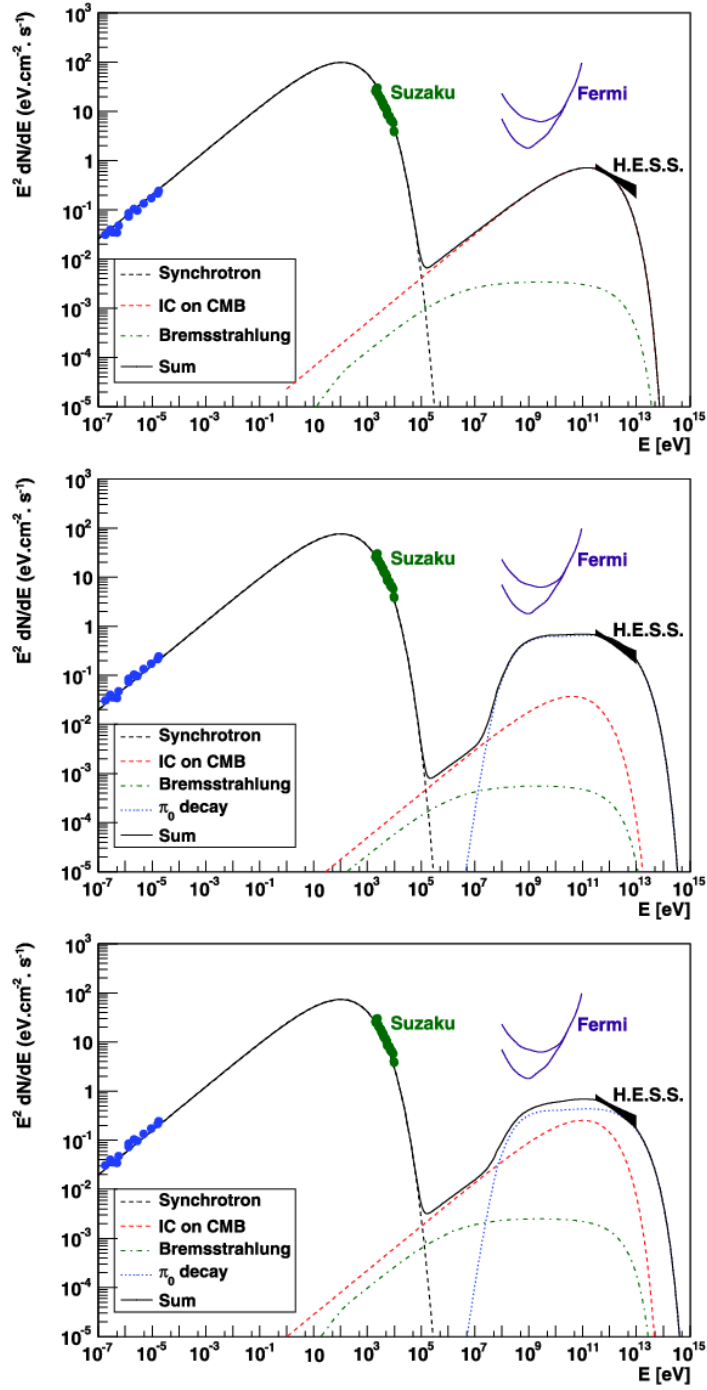 E² dN/dE (eV.cm⁻². s⁻¹)
10³
10²
10
1
10⁻¹
10⁻²
10⁻³
10⁻⁴
10⁻⁵
Suzaku
Fermi
H.E.S.S.
Synchrotron
IC on CMB
Bremsstrahlung
Sum
10⁻⁷ 10⁻⁵ 10⁻³ 10⁻¹ 10 10³ 10⁵ 10⁷ 10⁹ 10¹¹ 10¹³ 10¹⁵
E [eV]
E² dN/dE (eV.cm⁻². s⁻¹)
10³
10²
10
1
10⁻¹
10⁻²
10⁻³
10⁻⁴
10⁻⁵
Suzaku
Fermi
H.E.S.S.
Synchrotron
IC on CMB
Bremsstrahlung
π₀ decay
Sum
10⁻⁷ 10⁻⁵ 10⁻³ 10⁻¹ 10 10³ 10⁵ 10⁷ 10⁹ 10¹¹ 10¹³ 10¹⁵
E [eV]
E² dN/dE (eV.cm⁻². s⁻¹)
10³
10²
10
1
10⁻¹
10⁻²
10⁻³
10⁻⁴
10⁻⁵
Suzaku
Fermi
H.E.S.S.
Synchrotron
IC on CMB
Bremsstrahlung
π₀ decay
Sum
10⁻⁷ 10⁻⁵ 10⁻³ 10⁻¹ 10 10³ 10⁵ 10⁷ 10⁹ 10¹¹ 10¹³ 10¹⁵
E [eV]